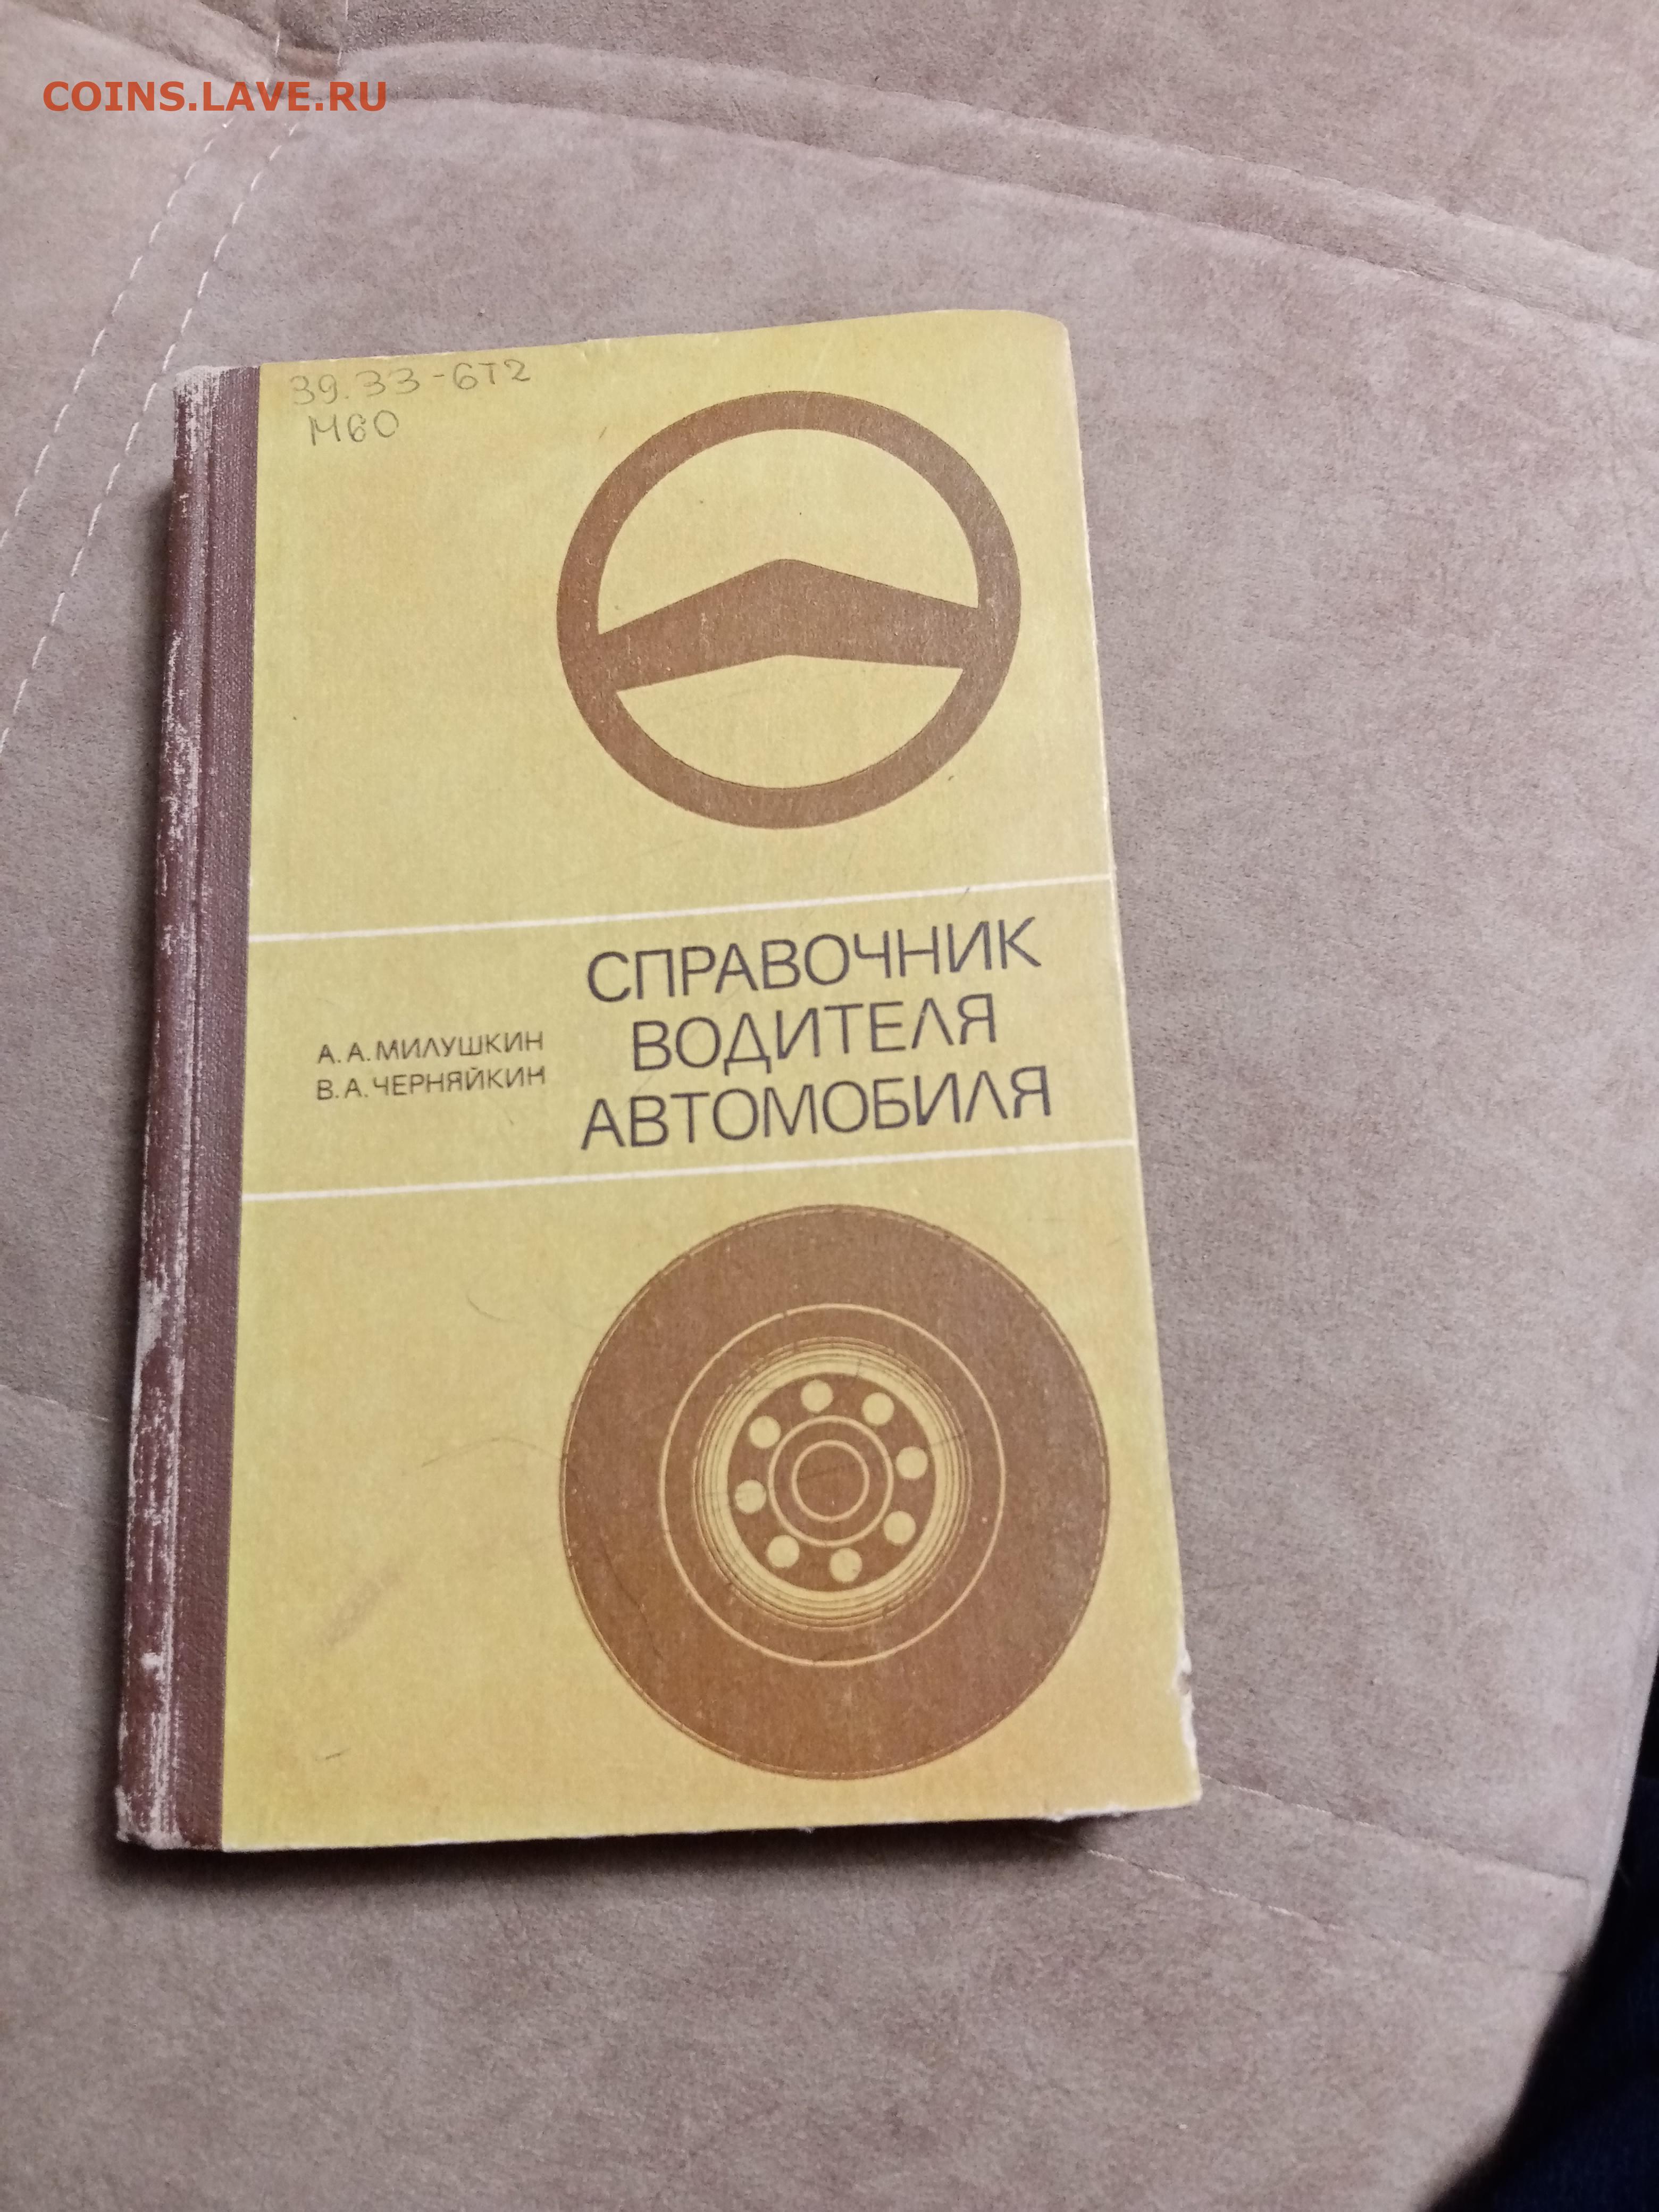 COINS.LAVE.RU
39.33-6Т2
М60
СПРАВОЧНИК
ВОДИТЕЛЯ
АВТОМОБИЛЯ
А. А. МИЛУШКИН
В. А. ЧЕРНЯЙКИН